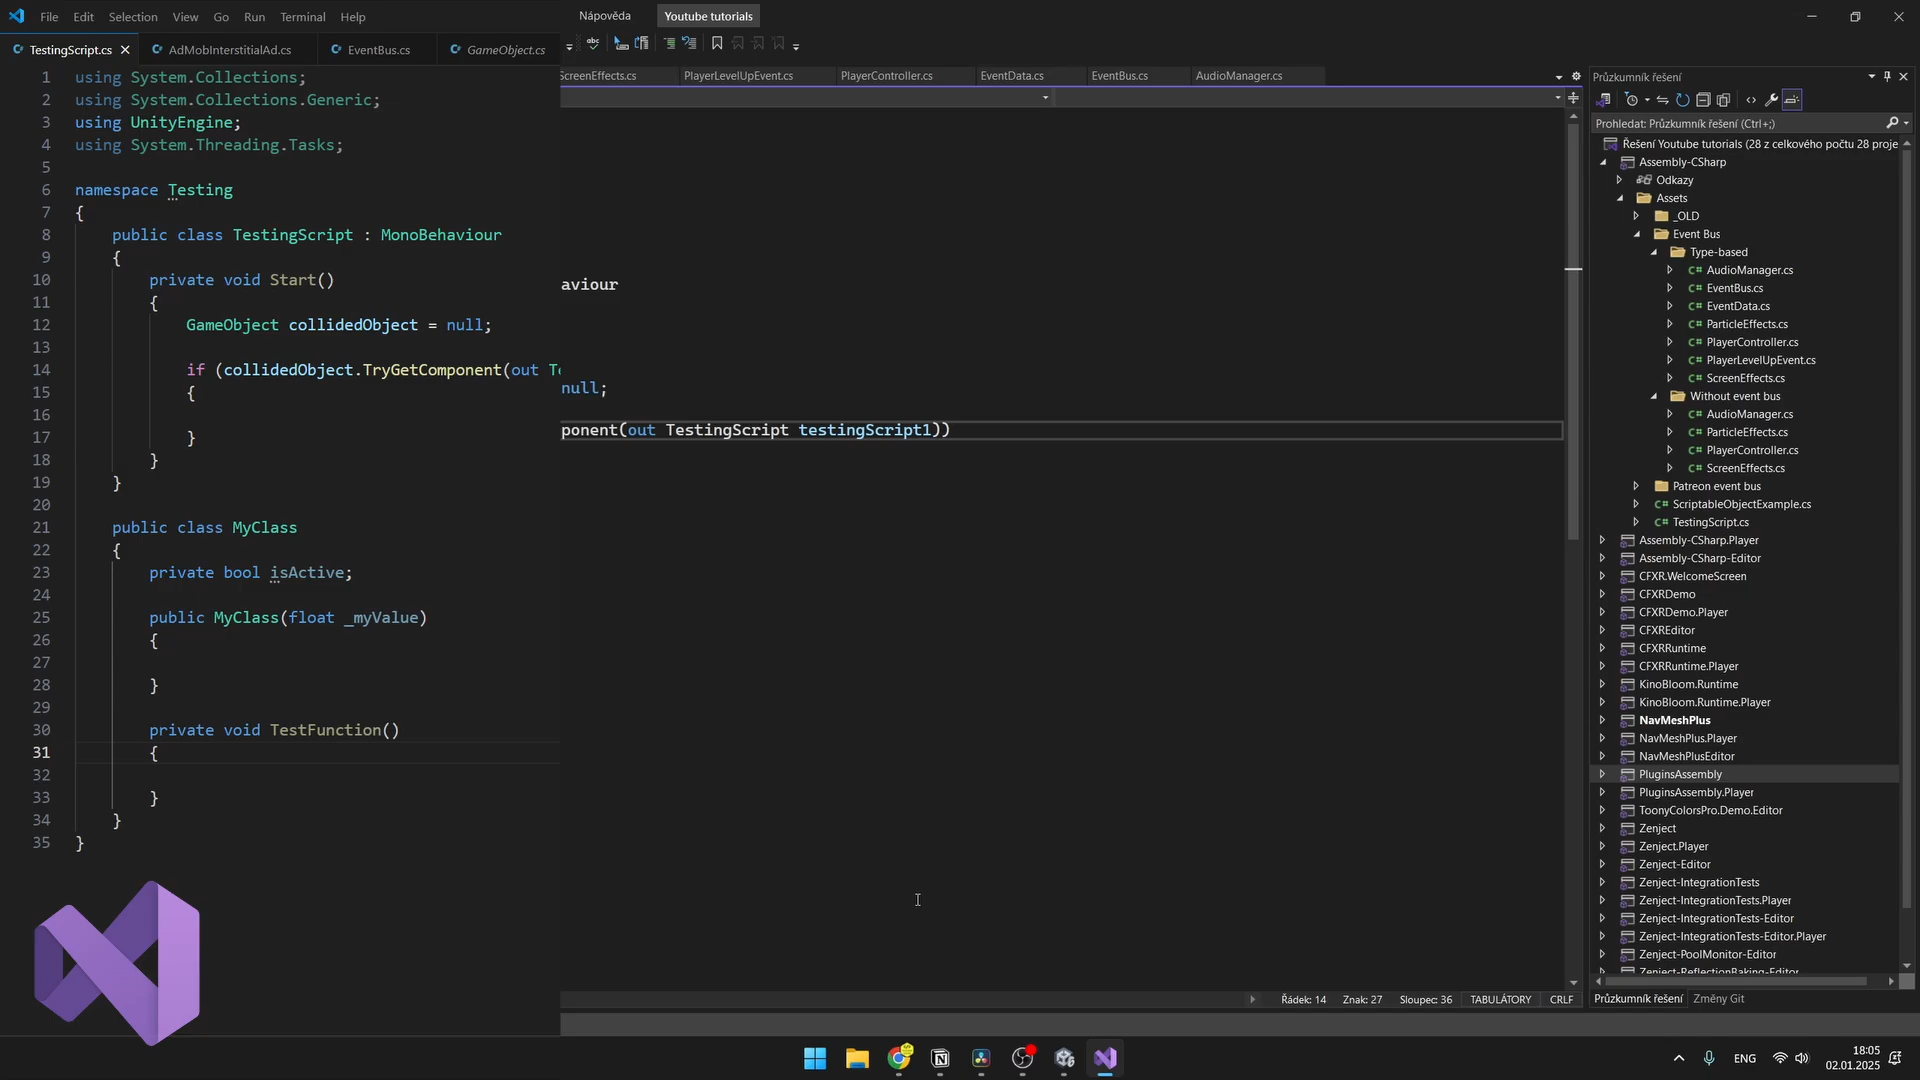 File Edit Selection View Go Run Terminal Help
Nápověda
Youtube tutorials
TestingScript.cs
AdMobInterstitialAd.cs
EventBus.cs
GameObject.cs
abc
ScreenEffects.cs
PlayerLevelUpEvent.cs
PlayerController.cs
EventData.cs
EventBus.cs
AudioManager.cs
1 using System.Collections;
2 using System.Collections.Generic;
3 using UnityEngine;
4 using System.Threading.Tasks;
5
6 namespace Testing
7 {
8 public class TestingScript : MonoBehaviour
9 {
10 private void Start()
11 {
12 GameObject collidedObject = null;
13
14 if (collidedObject.TryGetComponent(out Te
15 {
16
17 }
18 }
19 }
20
21 public class MyClass
22 {
23 private bool isActive;
24
25 public MyClass(float _myValue)
26 {
27
28 }
29
30 private void TestFunction()
31 {
32
33 }
34 }
35 }
aviour
null;
ponent(out TestingScript testingScript1))
Řádek: 14 Znak: 27 Sloupec: 36 TABULÁTORY CRLF
Průzkumník řešení
Prohledat: Průzkumník řešení (Ctrl+;)
Řešení Youtube tutorials (28 z celkového počtu 28 proje
Assembly-CSharp
Odkazy
Assets
_OLD
Event Bus
Type-based
C# AudioManager.cs
C# EventBus.cs
C# EventData.cs
C# ParticleEffects.cs
C# PlayerController.cs
C# PlayerLevelUpEvent.cs
C# ScreenEffects.cs
Without event bus
C# AudioManager.cs
C# ParticleEffects.cs
C# PlayerController.cs
C# ScreenEffects.cs
Patreon event bus
C# ScriptableObjectExample.cs
C# TestingScript.cs
Assembly-CSharp.Player
Assembly-CSharp-Editor
CFXR.WelcomeScreen
CFXRDemo
CFXRDemo.Player
CFXREditor
CFXRRuntime
CFXRRuntime.Player
KinoBloom.Runtime
KinoBloom.Runtime.Player
NavMeshPlus
NavMeshPlus.Player
NavMeshPlusEditor
PluginsAssembly
PluginsAssembly.Player
ToonyColorsPro.Demo.Editor
Zenject
Zenject.Player
Zenject-Editor
Zenject-IntegrationTests
Zenject-IntegrationTests.Player
Zenject-IntegrationTests-Editor
Zenject-IntegrationTests-Editor.Player
Zenject-PoolMonitor-Editor
Zenject-ReflectionBaking-Editor
Průzkumník řešení Změny Git
ENG
18:05
02.01.2025